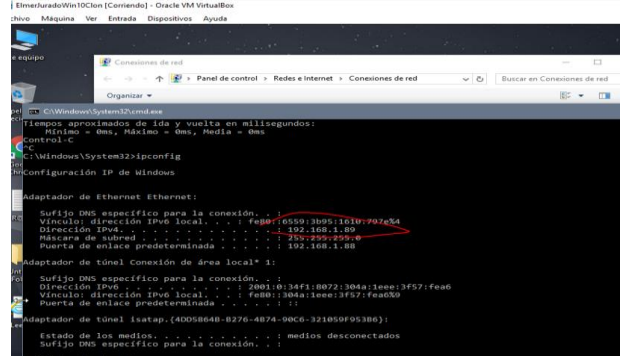 ElmerJuradoWin10Clon [Corriendo] - Oracle VM VirtualBox
chivo Máquina Ver Entrada Dispositivos Ayuda
e equipo
Conexiones de red
Panel de control > Redes e Internet > Conexiones de red
Buscar en Conexiones de red
Organizar
C:\Windows\System32\cmd.exe
Tiempos aproximados de ida y vuelta en milisegundos:
Mínimo = 0ms, Máximo = 0ms, Media = 0ms
Control-C
^C
C:\Windows\System32>ipconfig
Configuración IP de Windows
Adaptador de Ethernet Ethernet:
Sufijo DNS específico para la conexión. . :
Vínculo: dirección IPv6 local. . . : fe80::6559:3b95:1610:797e%4
Dirección IPv4. . . . . . . . . . . . . . : 192.168.1.89
Máscara de subred . . . . . . . . . . . . : 255.255.255.0
Puerta de enlace predeterminada . . . . . : 192.168.1.88
Adaptador de túnel Conexión de área local* 1:
Sufijo DNS específico para la conexión. . :
Dirección IPv6 . . . . . . . . . . : 2001:0:34f1:8072:304a:1eee:3f57:fea6
Vínculo: dirección IPv6 local. . . : fe80::304a:1eee:3f57:fea6%9
Puerta de enlace predeterminada . . . . . : ::
Adaptador de túnel isatap.{4DD5B64B-B276-4B74-90C6-321059F953B6}:
Estado de los medios. . . . . . . . . . . : medios desconectados
Sufijo DNS específico para la conexión. . :